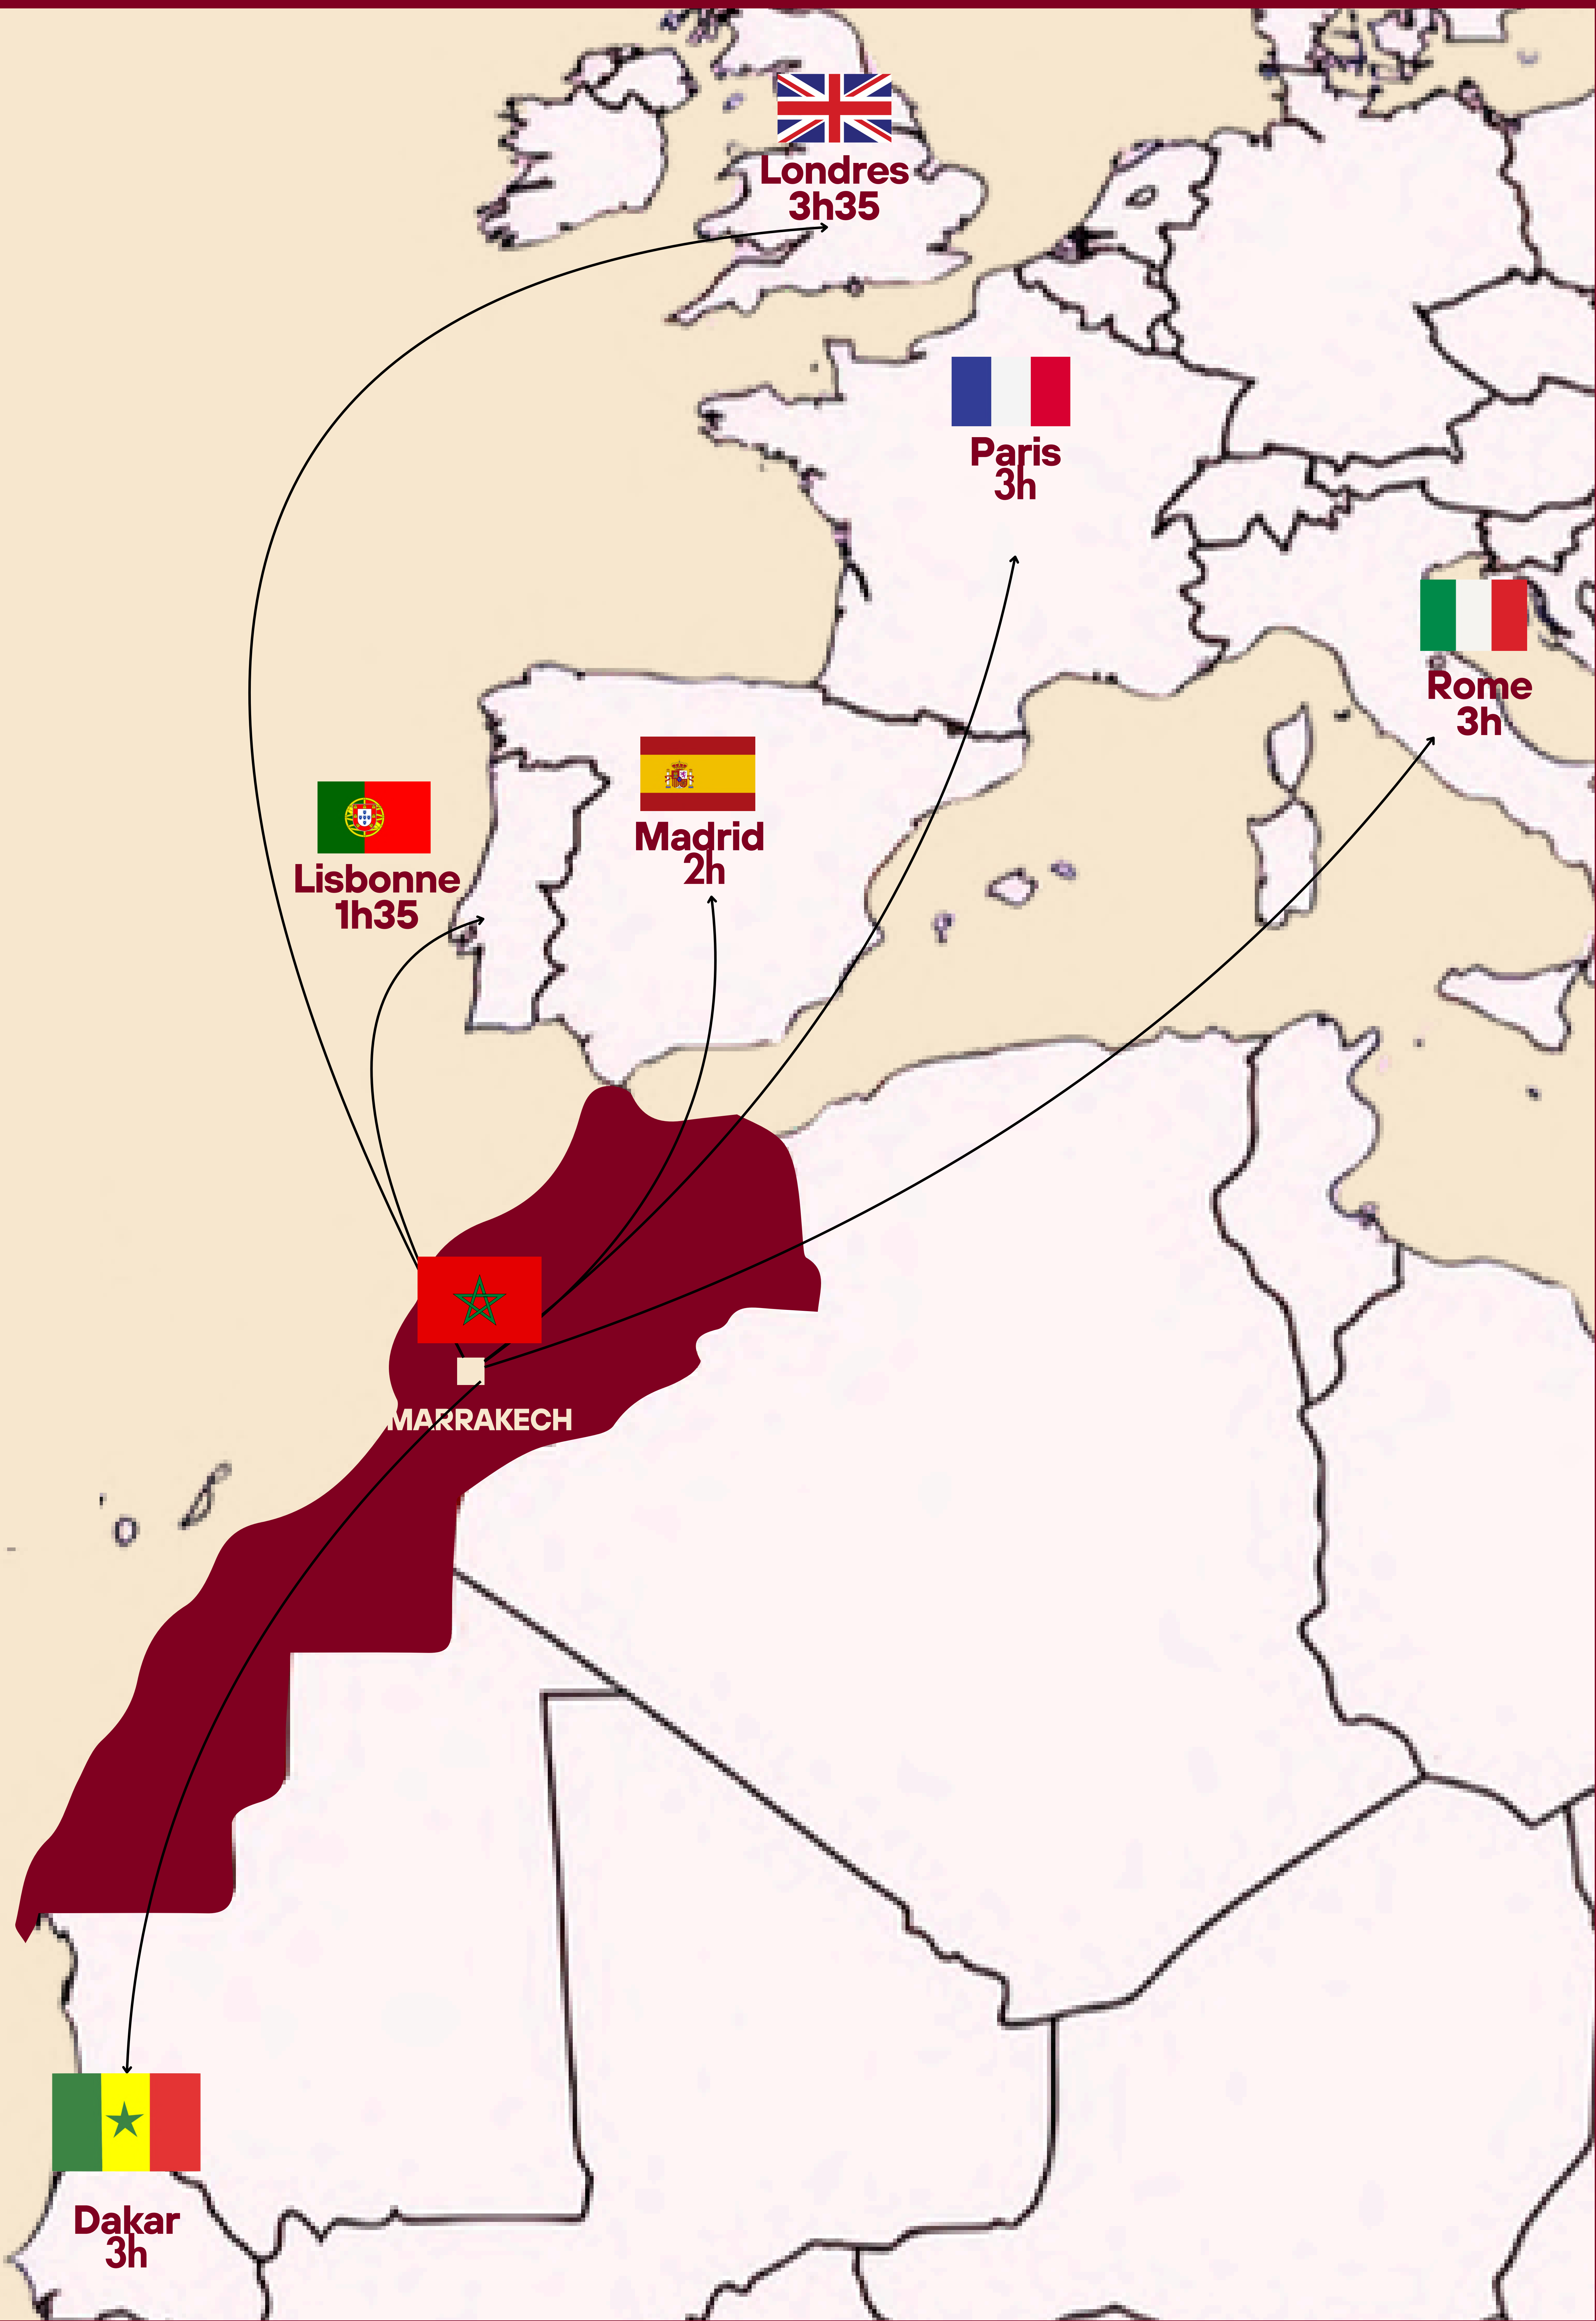 Londres
3h35
Paris
3h
Rome
3h
Madrid
2h
Lisbonne
1h35
MARRAKECH
Dakar
3h